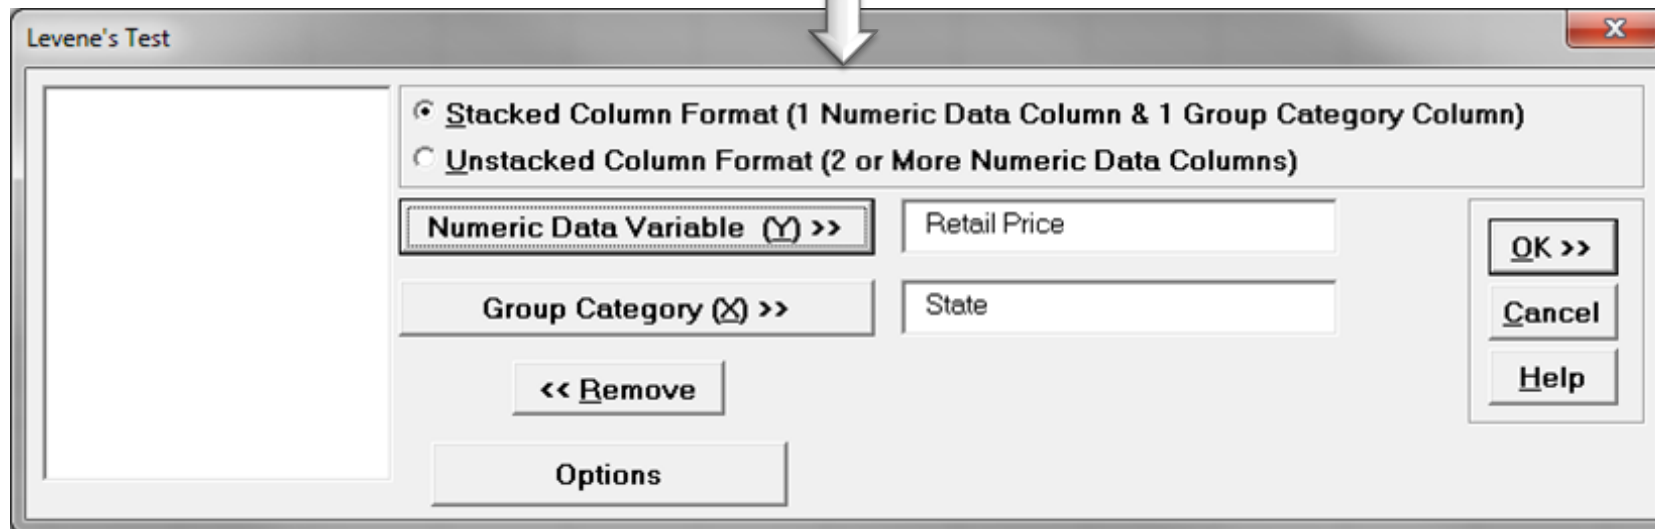 Levene's Test
Stacked Column Format (1 Numeric Data Column & 1 Group Category Column)
Unstacked Column Format (2 or More Numeric Data Columns)
Numeric Data Variable (Y) >>
Retail Price
OK >>
Group Category (X) >>
State
Cancel
<< Remove
Help
Options